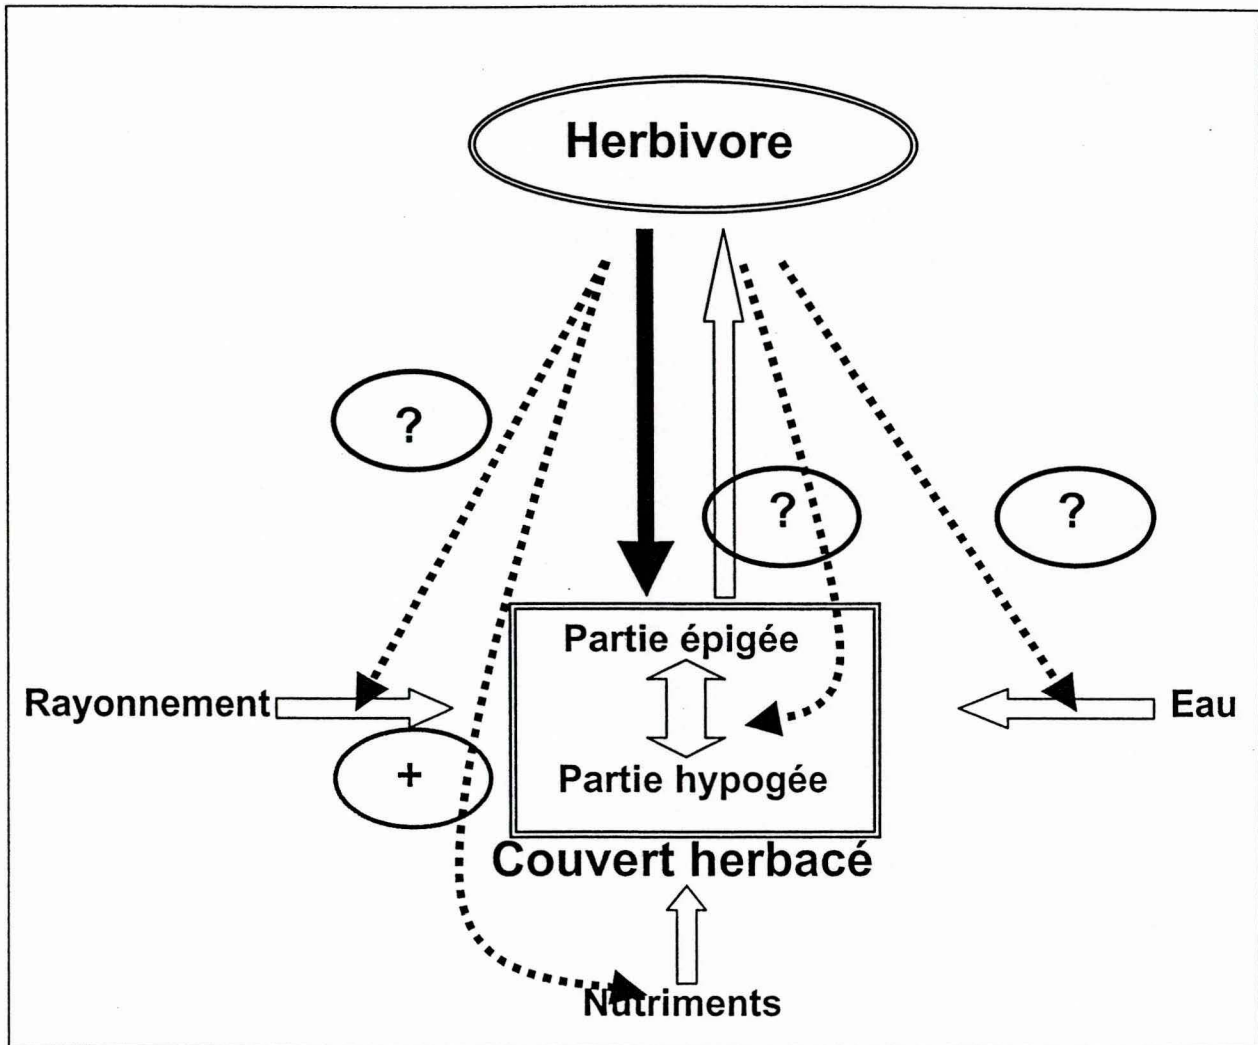 Herbivore
?
?
?
Partie épigée
Rayonnement
Eau
+
Partie hypogée
Couvert herbacé
Nutriments